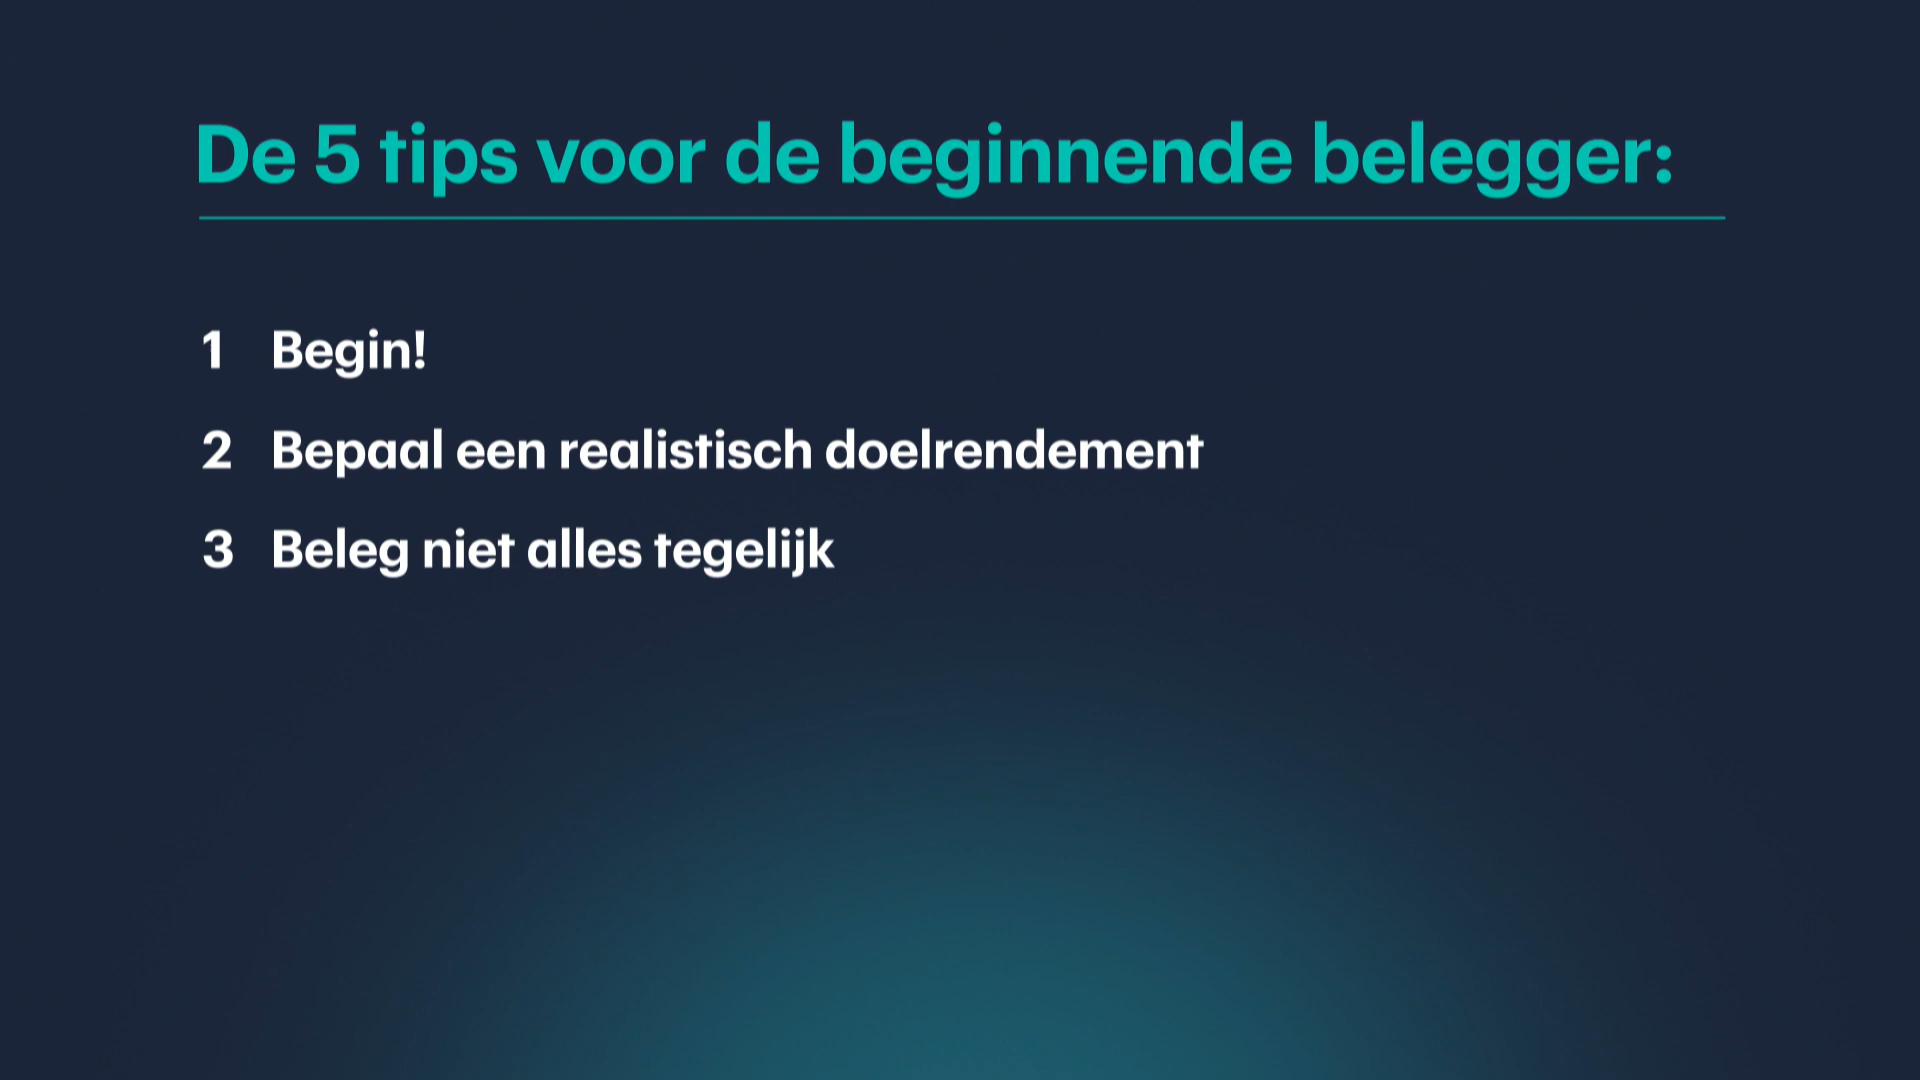 De 5 tips voor de beginnende belegger:
1 Begin!
2 Bepaal een realistisch doelrendement
3 Beleg niet alles tegelijk